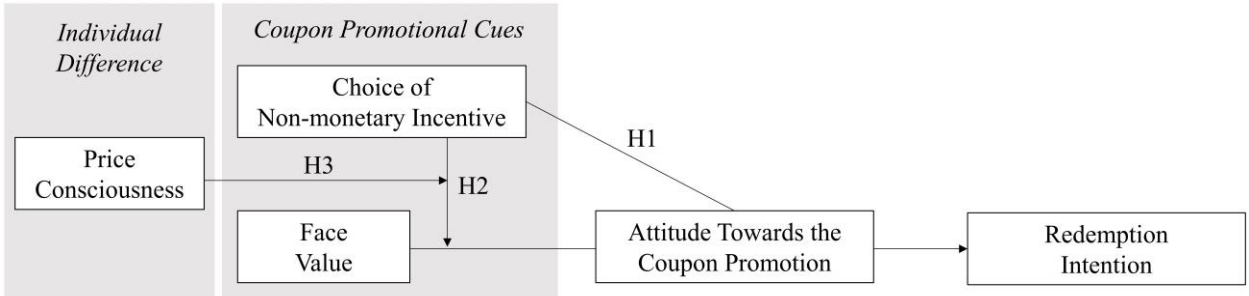 Individual
Difference
Coupon Promotional Cues
Choice of
Non-monetary Incentive
H1
Price
Consciousness
H3
H2
Face
Value
Attitude Towards the
Coupon Promotion
Redemption
Intention